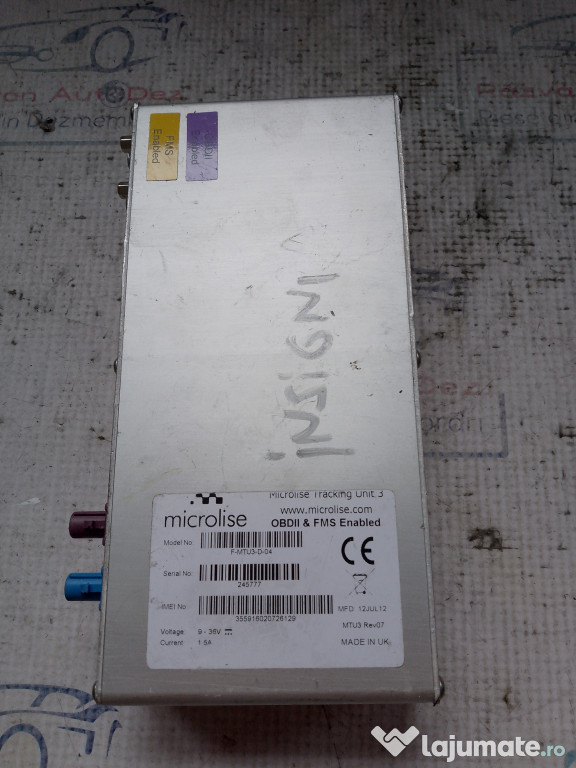 FMS
Enabled
Enabled
INSIGNIA
Microlise Tracking Unit 3
microlise
www.microlise.com
OBDII & FMS Enabled
Model No:
F-MTU3-D-04
CE
Serial No:
245777
IMEI No:
355918020726129
MFD. 12JUL12
Voltage: 9 - 36V
MTU3 Rev07
Current: 1.5A
MADE IN UK
lajumate.ro